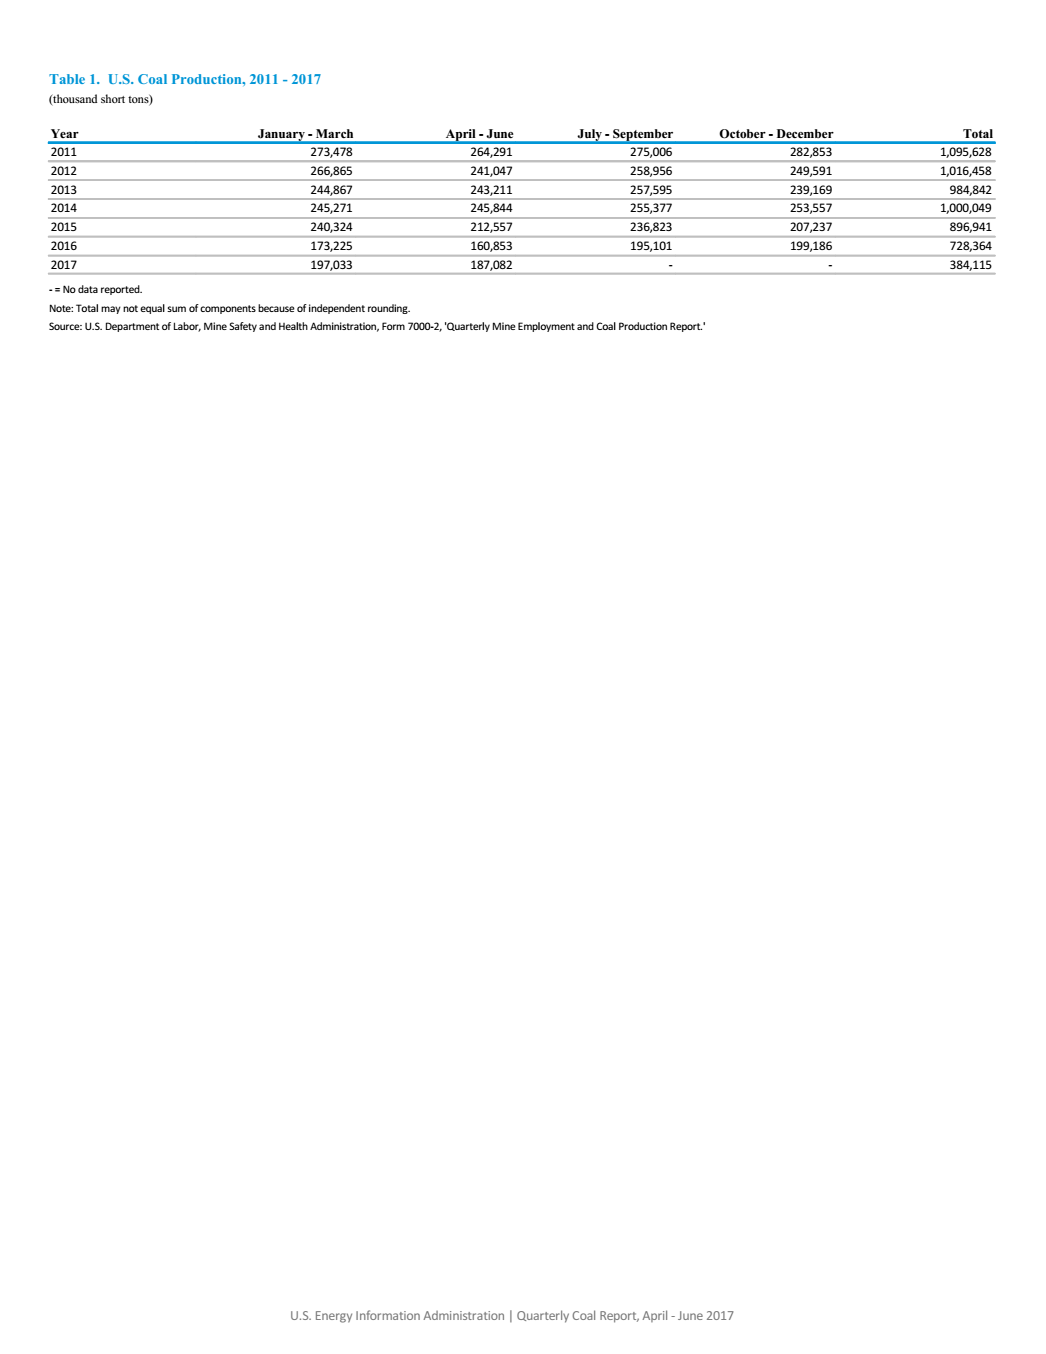 Table 1. U.S. Coal Production, 2011 - 2017
(thousand short tons)
Year January - March April - June July - September October - December Total
2011 273,478 264,291 275,006 282,853 1,095,628
2012 266,865 241,047 258,956 249,591 1,016,458
2013 244,867 243,211 257,595 239,169 984,842
2014 245,271 245,844 255,377 253,557 1,000,049
2015 240,324 212,557 236,823 207,237 896,941
2016 173,225 160,853 195,101 199,186 728,364
2017 197,033 187,082 - - 384,115
- = No data reported.
Note: Total may not equal sum of components because of independent rounding.
Source: U.S. Department of Labor, Mine Safety and Health Administration, Form 7000-2, 'Quarterly Mine Employment and Coal Production Report.'
U.S. Energy Information Administration | Quarterly Coal Report, April - June 2017